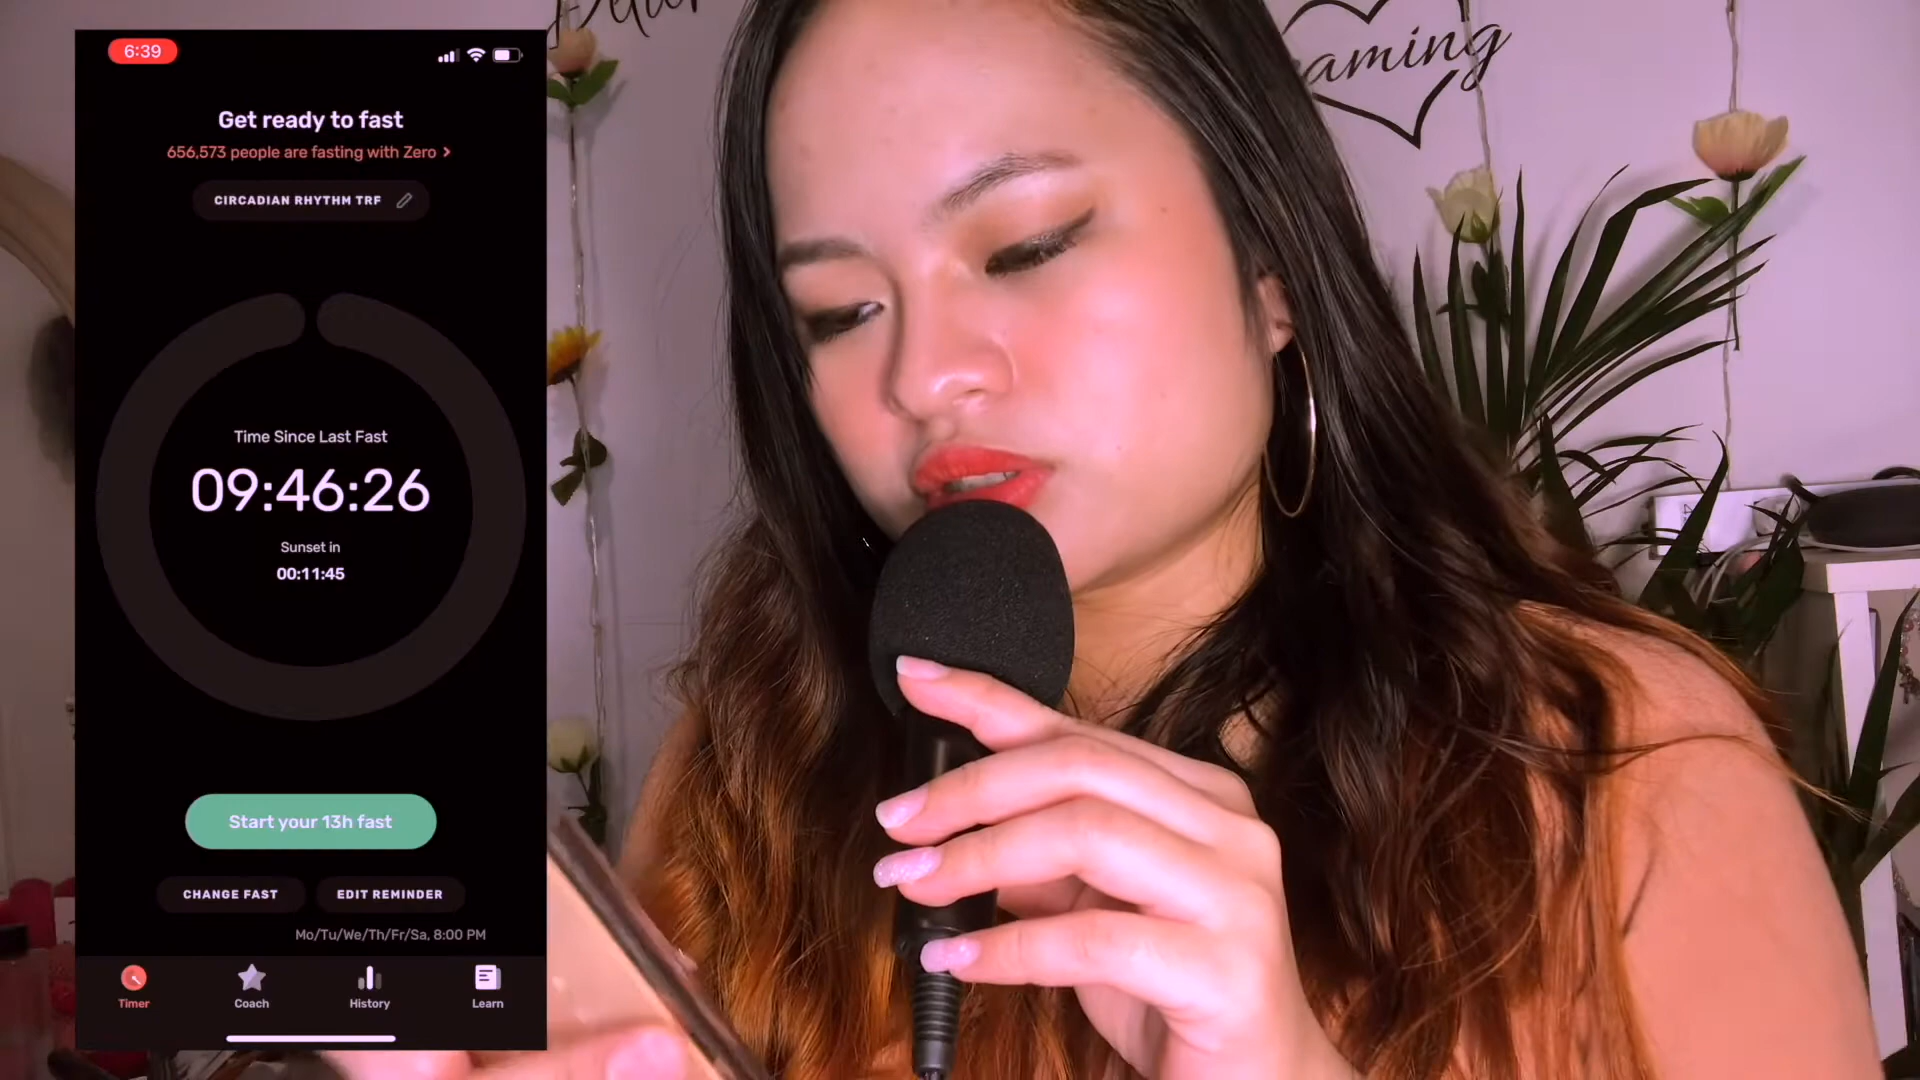 6:39
Get ready to fast
656,573 people are fasting with Zero >
CIRCADIAN RHYTHM TRF
Time Since Last Fast
09:46:26
Sunset in
00:11:45
Start your 13h fast
CHANGE FAST
EDIT REMINDER
Mo/Tu/We/Th/Fr/Sa, 8:00 PM
Timer
Coach
History
Learn